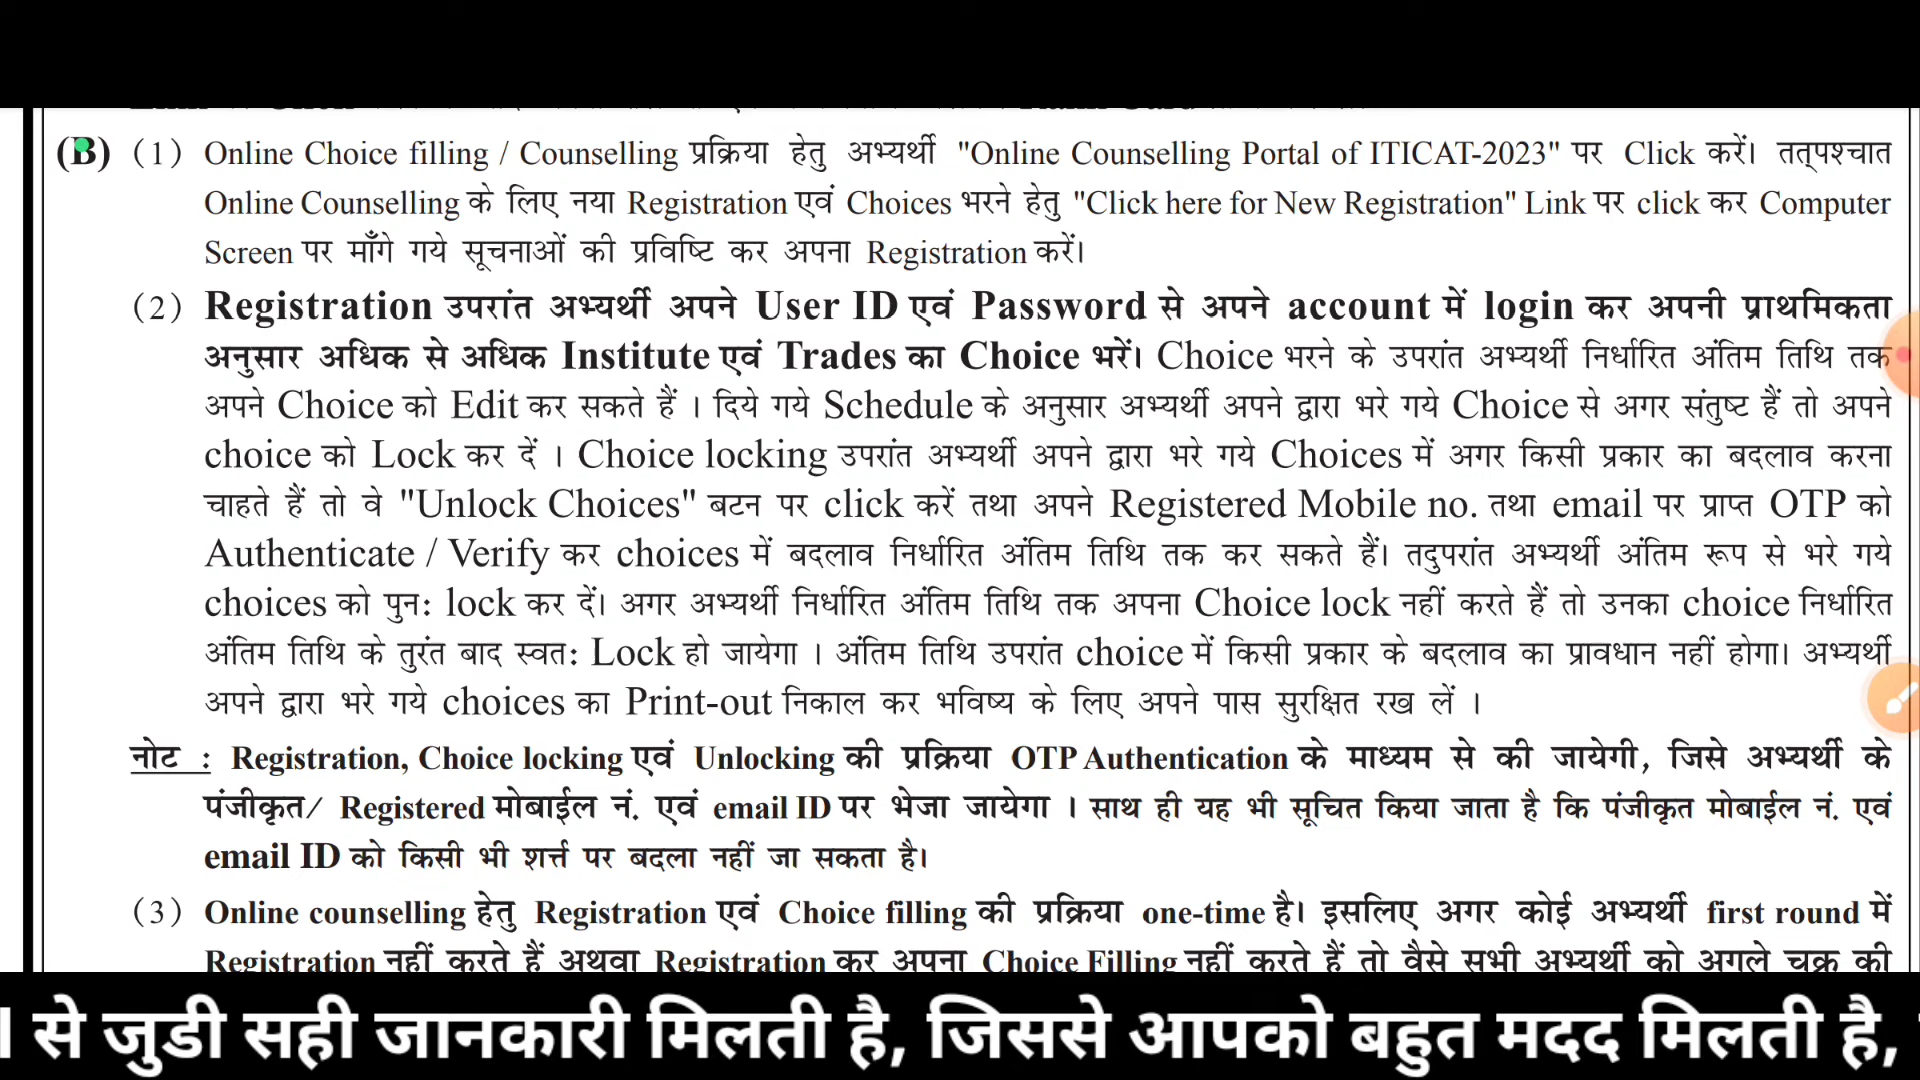 (B) (1) Online Choice filling / Counselling प्रक्रिया हेतु अभ्यर्थी "Online Counselling Portal of ITICAT-2023" पर Click करें। तत्पश्चात
Online Counselling के लिए नया Registration एवं Choices भरने हेतु "Click here for New Registration" Link पर click कर Computer
Screen पर माँगे गये सूचनाओं की प्रविष्टि कर अपना Registration करें।
(2) Registration उपरांत अभ्यर्थी अपने User ID एवं Password से अपने account में login कर अपनी प्राथमिकता
अनुसार अधिक से अधिक Institute एवं Trades का Choice भरें। Choice भरने के उपरांत अभ्यर्थी निर्धारित अंतिम तिथि तक
अपने Choice को Edit कर सकते हैं । दिये गये Schedule के अनुसार अभ्यर्थी अपने द्वारा भरे गये Choice से अगर संतुष्ट हैं तो अपने
choice को Lock कर दें । Choice locking उपरांत अभ्यर्थी अपने द्वारा भरे गये Choices में अगर किसी प्रकार का बदलाव करना
चाहते हैं तो वे "Unlock Choices" बटन पर click करें तथा अपने Registered Mobile no. तथा email पर प्राप्त OTP को
Authenticate / Verify कर choices में बदलाव निर्धारित अंतिम तिथि तक कर सकते हैं। तदुपरांत अभ्यर्थी अंतिम रूप से भरे गये
choices को पुनः lock कर दें। अगर अभ्यर्थी निर्धारित अंतिम तिथि तक अपना Choice lock नहीं करते हैं तो उनका choice निर्धारित
अंतिम तिथि के तुरंत बाद स्वतः Lock हो जायेगा । अंतिम तिथि उपरांत choice में किसी प्रकार के बदलाव का प्रावधान नहीं होगा। अभ्यर्थी
अपने द्वारा भरे गये choices का Print-out निकाल कर भविष्य के लिए अपने पास सुरक्षित रख लें ।
नोट : Registration, Choice locking एवं Unlocking की प्रक्रिया OTP Authentication के माध्यम से की जायेगी, जिसे अभ्यर्थी के
पंजीकृत/ Registered मोबाईल नं. एवं email ID पर भेजा जायेगा । साथ ही यह भी सूचित किया जाता है कि पंजीकृत मोबाईल नं. एवं
email ID को किसी भी शर्त्त पर बदला नहीं जा सकता है।
(3) Online counselling हेतु Registration एवं Choice filling की प्रक्रिया one-time है। इसलिए अगर कोई अभ्यर्थी first round में
Registration नहीं करते हैं अथवा Registration कर अपना Choice Filling नहीं करते हैं तो वैसे सभी अभ्यर्थी को अगले चक्र की
से जुडी सही जानकारी मिलती है, जिससे आपको बहुत मदद मिलती है,